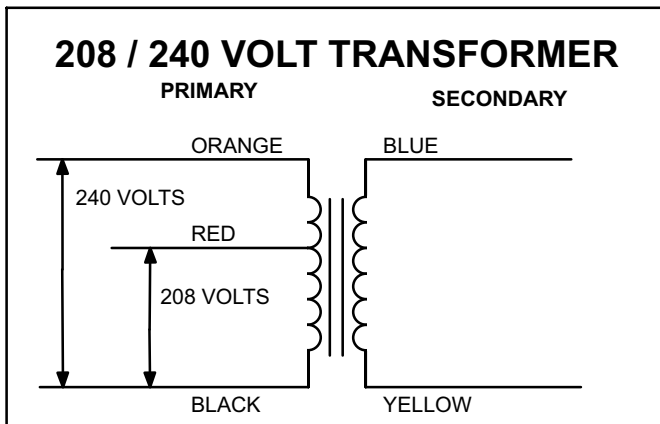 208 / 240 VOLT TRANSFORMER
PRIMARY
SECONDARY
ORANGE
BLUE
240 VOLTS
RED
208 VOLTS
BLACK
YELLOW